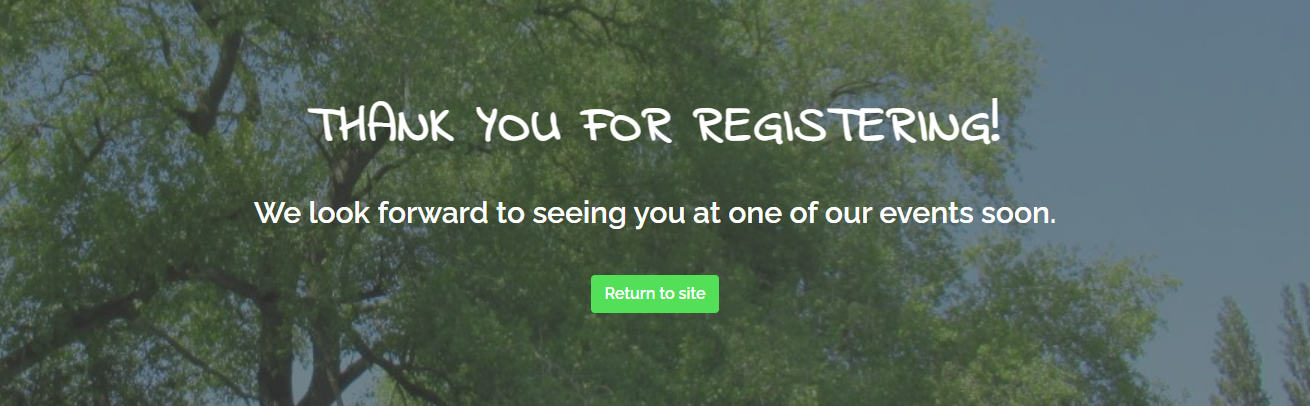 THANK YOU FOR REGISTERING!
We look forward to seeing you at one of our events soon.
Return to site